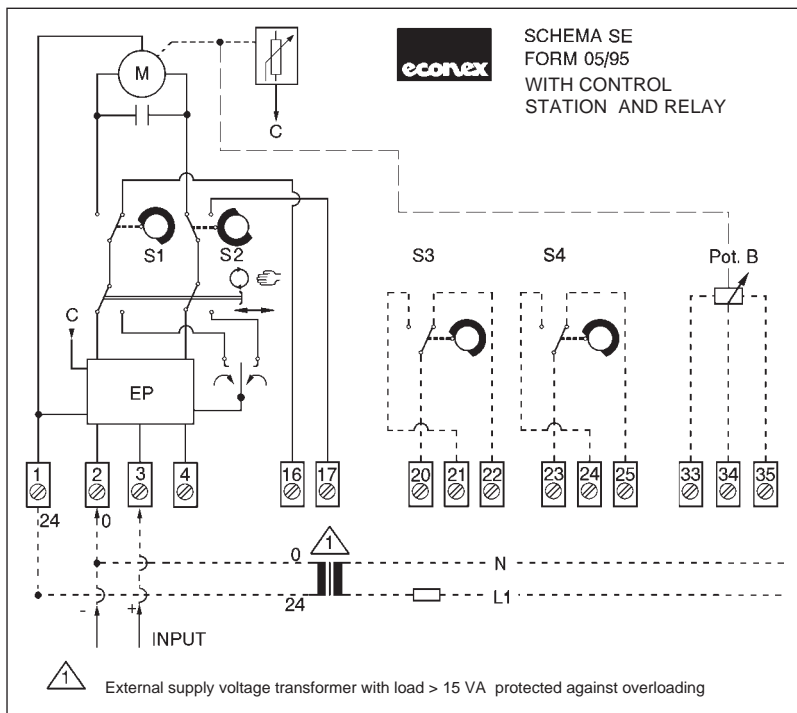 econex
SCHEMA SE
FORM 05/95
WITH CONTROL
STATION AND RELAY
M
C
S1
S2
S3
S4
Pot. B
C
EP
1
2
3
4
16
17
20
21
22
23
24
25
33
34
35
24
0
0
1
N
24
L1
-
+
INPUT
1 External supply voltage transformer with load > 15 VA protected against overloading